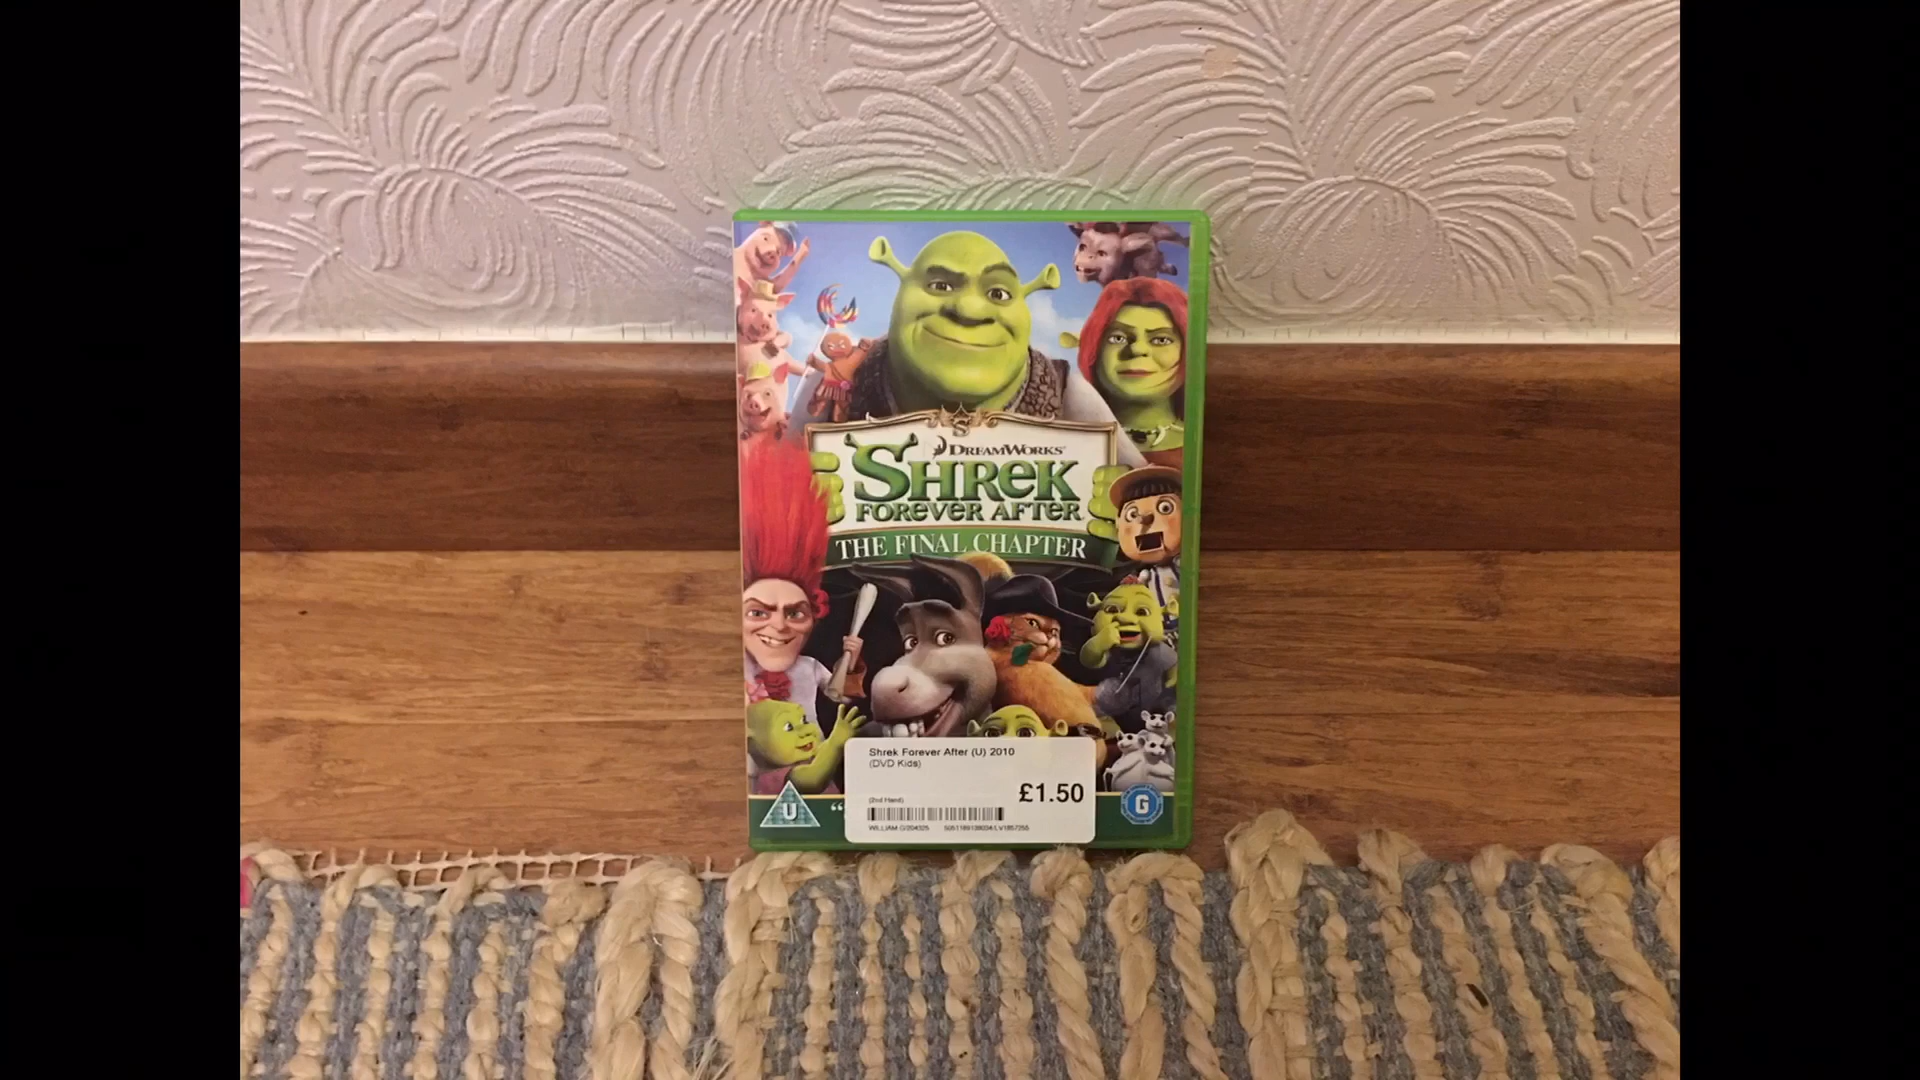 DREAMWORKS
SHREK
FOREVER AFTER
THE FINAL CHAPTER
Shrek Forever After (U) 2010
(DVD Kids)
£1.50
(2nd Hand)
U
“
G